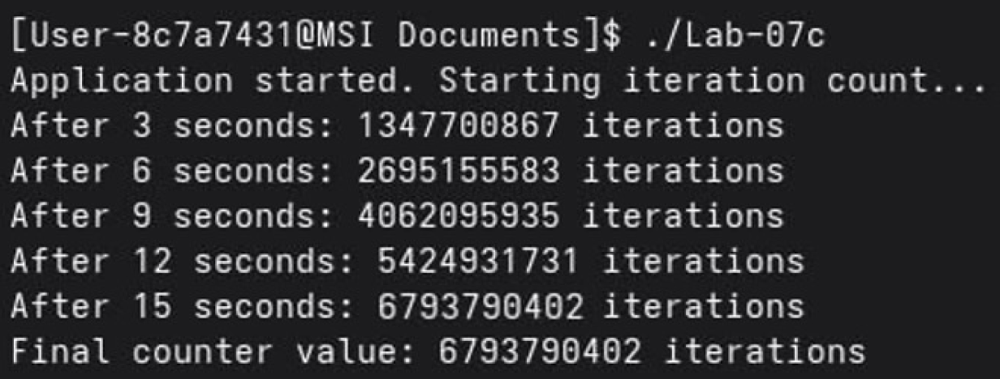 [User-8c7a7431@MSI Documents]$ ./Lab-07c
Application started. Starting iteration count...
After 3 seconds: 1347700867 iterations
After 6 seconds: 2695155583 iterations
After 9 seconds: 4062095935 iterations
After 12 seconds: 5424931731 iterations
After 15 seconds: 6793790402 iterations
Final counter value: 6793790402 iterations